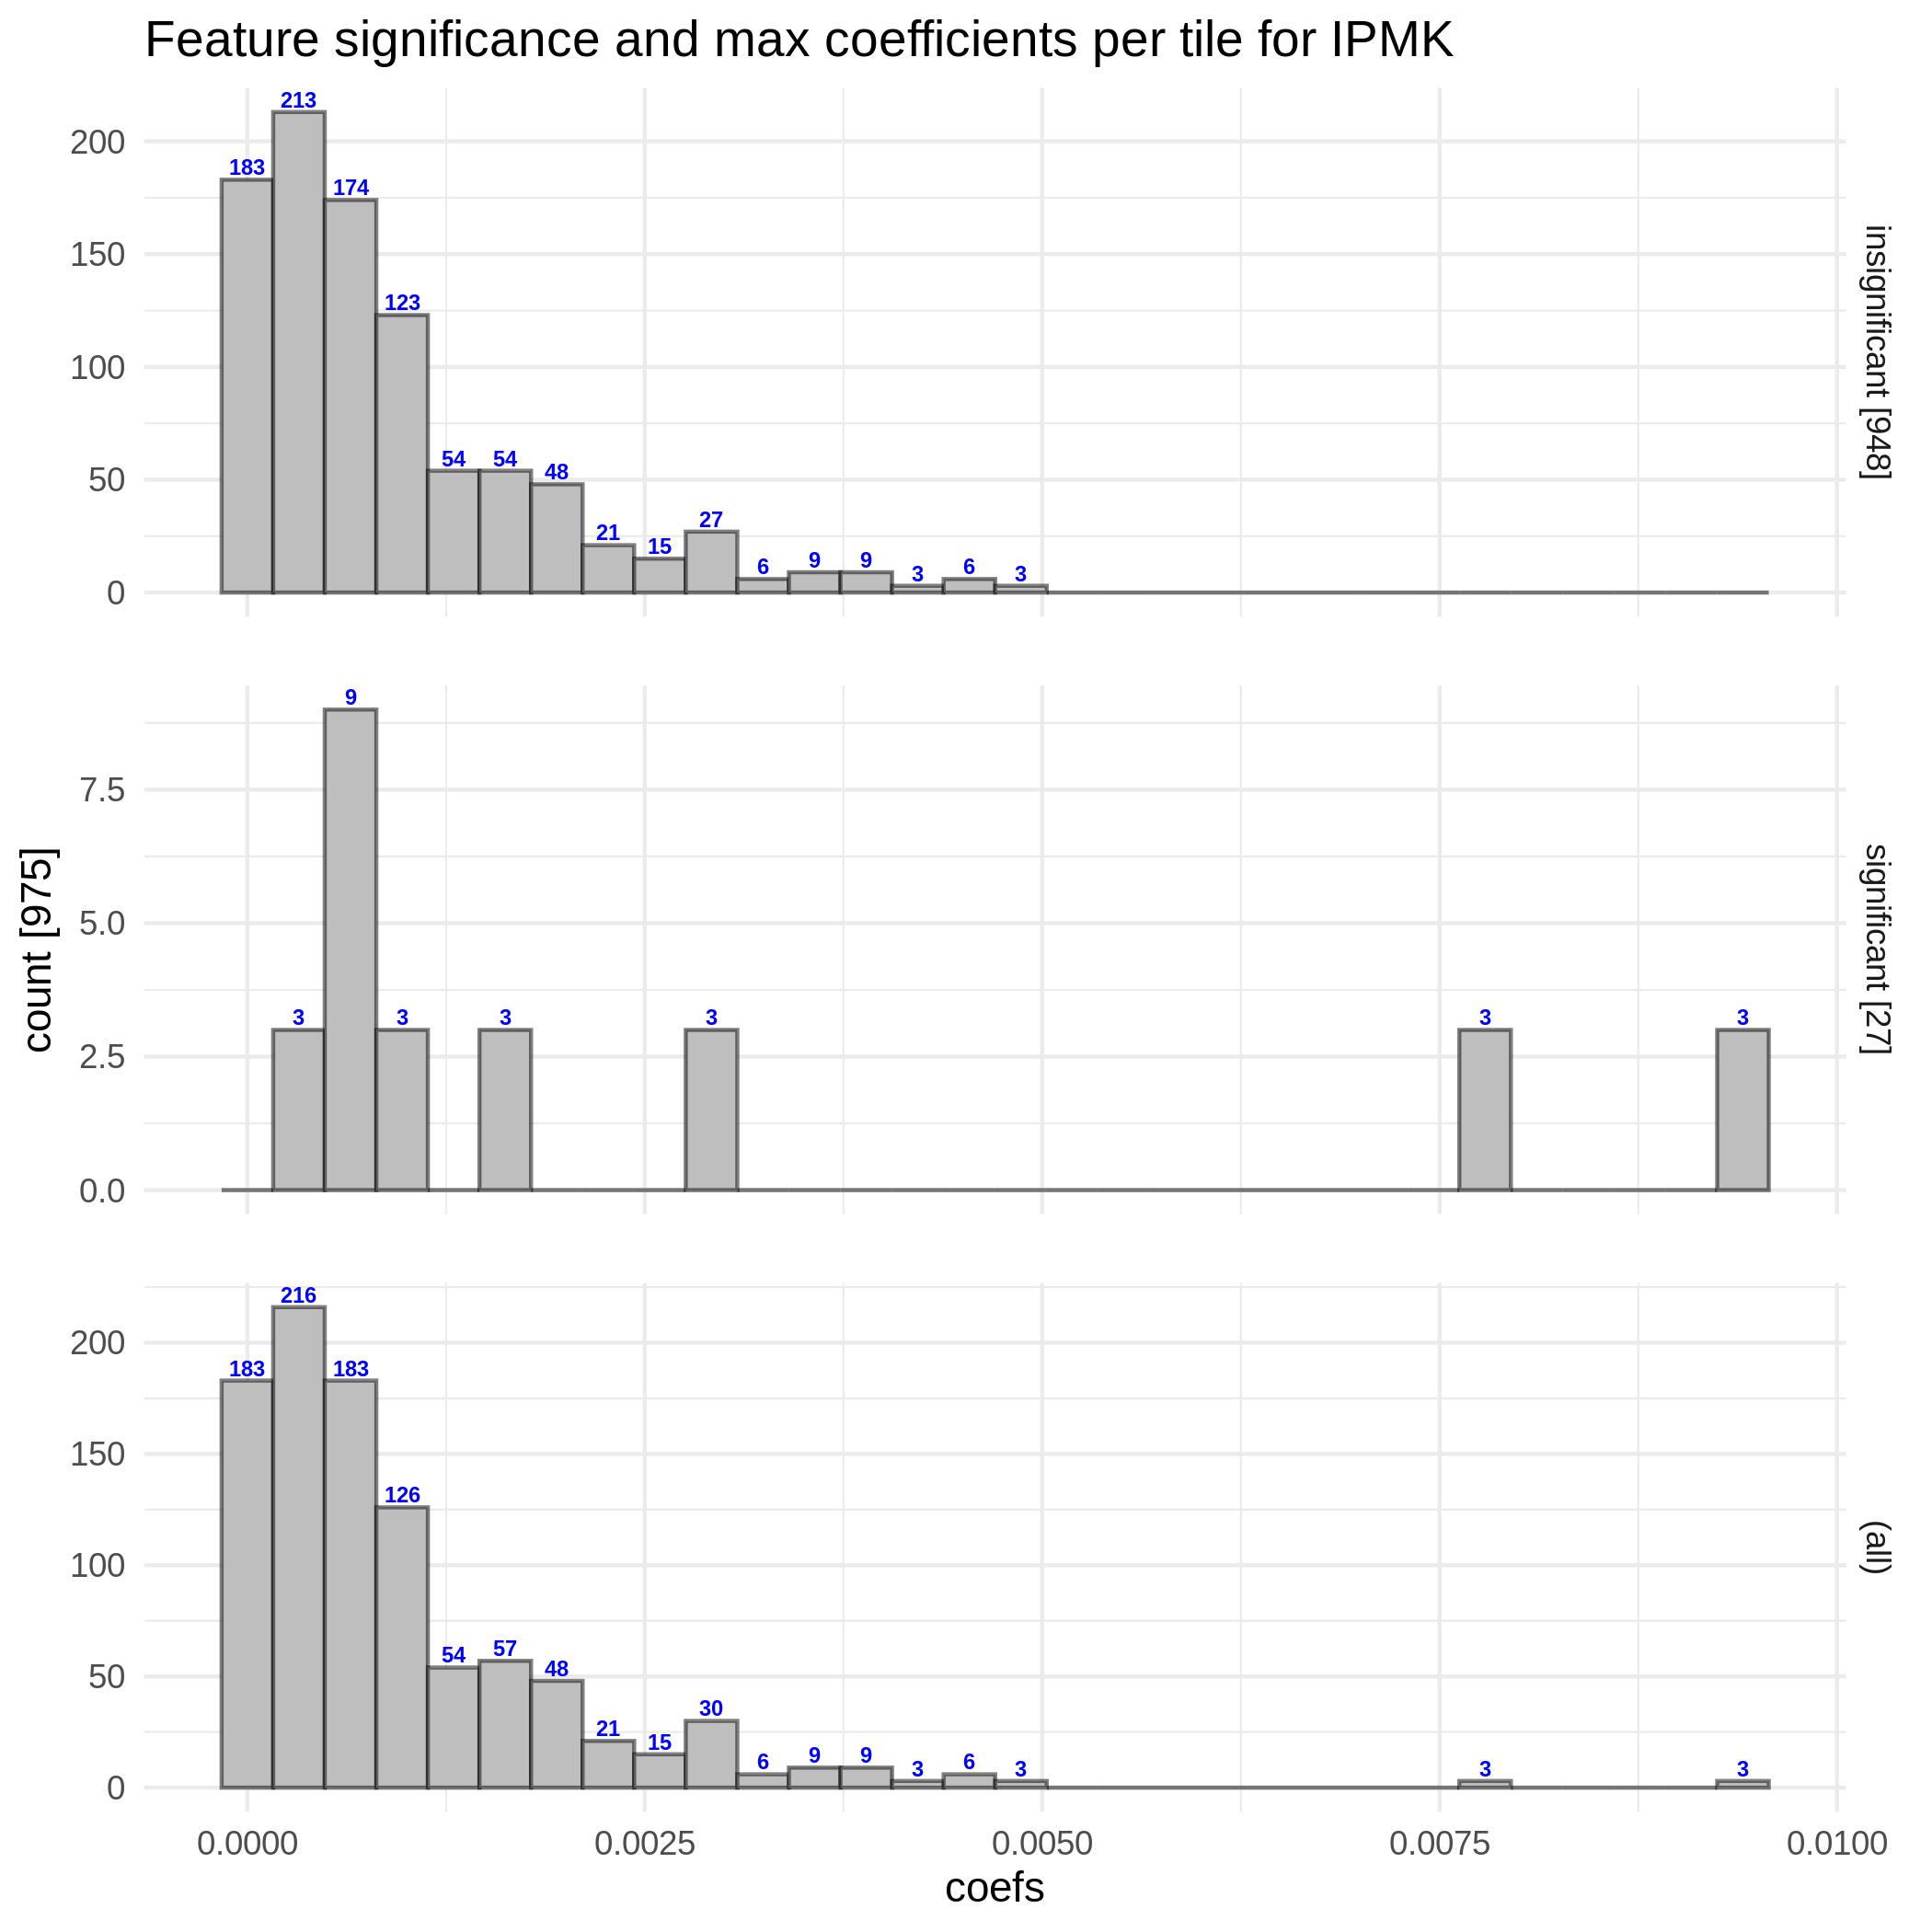 Feature significance and max coefficients per tile for IPMK
213
200
183
174
150
123
100
54 54 48
50
21 15 27 6 9 9 3 6 3
0
insignificant [948]
9
7.5
5.0
3 3 3 3 3 3
2.5
0.0
significant [27]
count [975]
216
200
183 183
150
126
100
54 57 48
50
21 15 30 6 9 9 3 6 3 3 3
0
(all)
0.0000 0.0025 0.0050 0.0075 0.0100
coefs